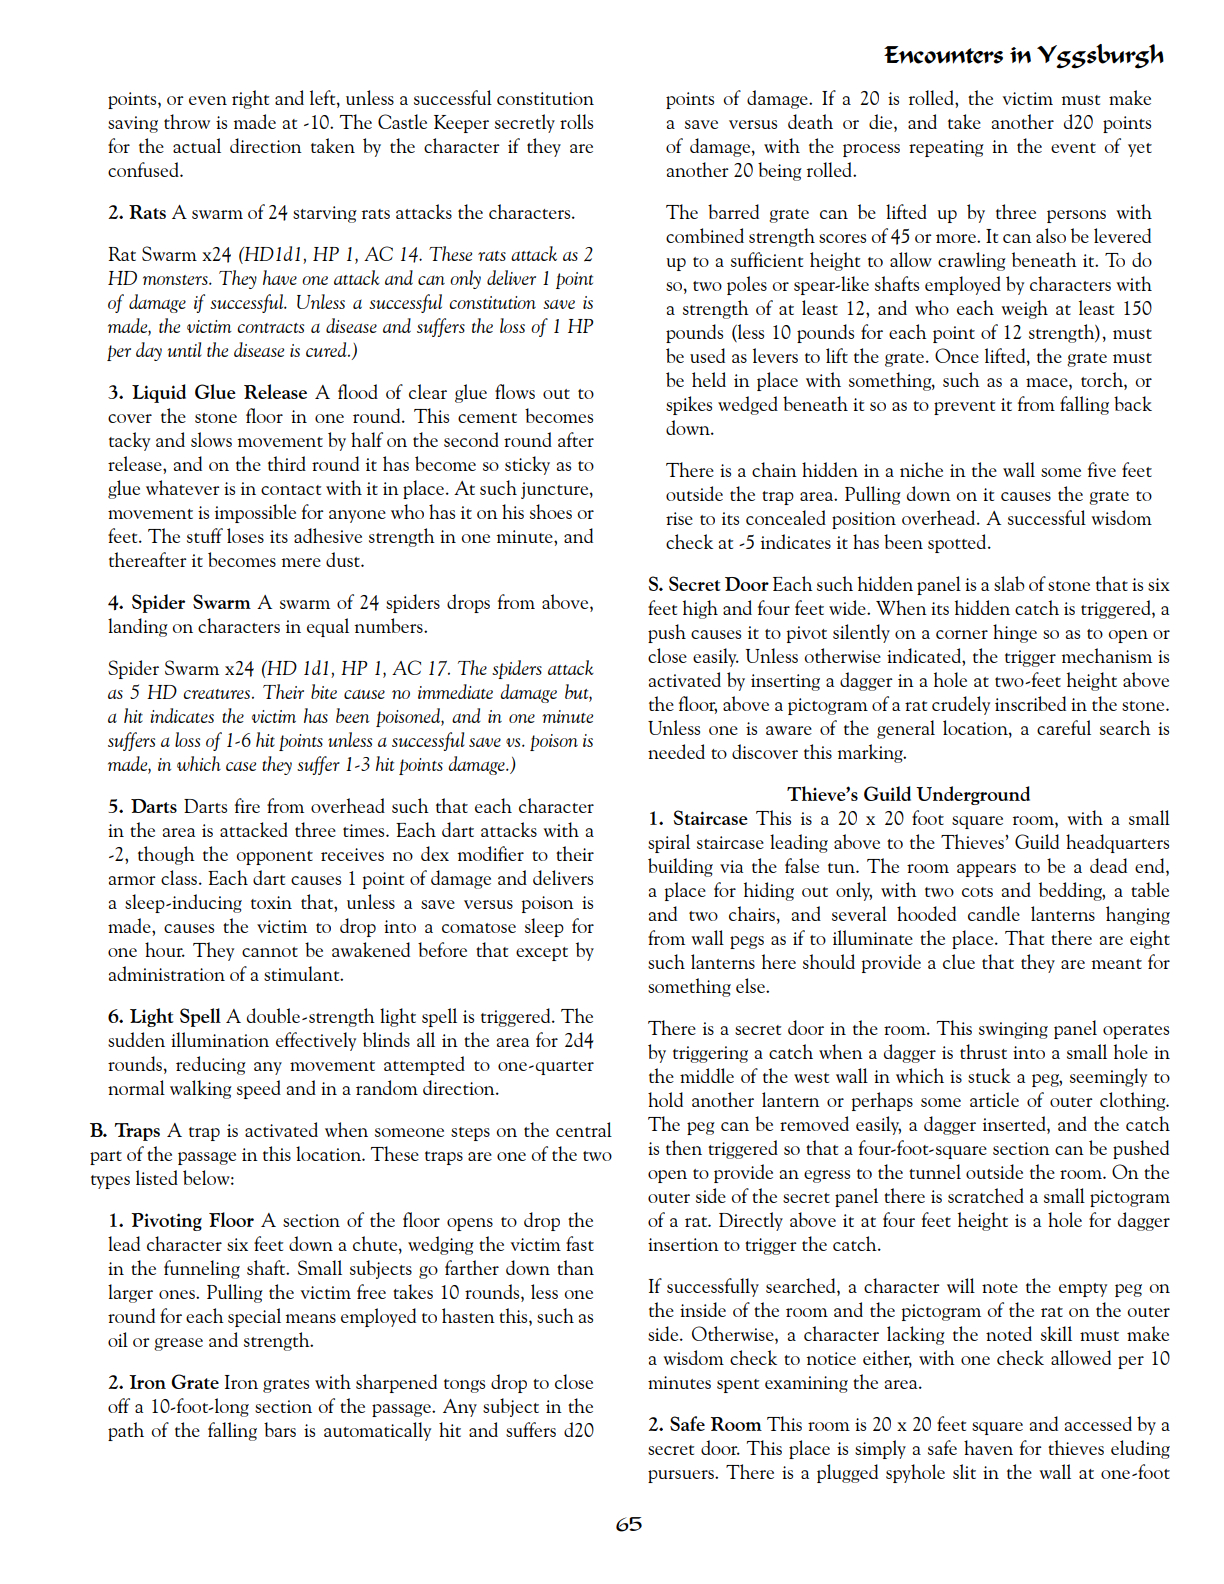 Encounters in Yggsburgh
points, or even right and left, unless a successful constitution
saving throw is made at -10. The Castle Keeper secretly rolls
for the actual direction taken by the character if they are
confused.
2. Rats A swarm of 24 starving rats attacks the characters.
Rat Swarm x24 (HD1d1, HP 1, AC 14. These rats attack as 2
HD monsters. They have one attack and can only deliver 1 point
of damage if successful. Unless a successful constitution save is
made, the victim contracts a disease and suffers the loss of 1 HP
per day until the disease is cured.)
3. Liquid Glue Release A flood of clear glue flows out to
cover the stone floor in one round. This cement becomes
tacky and slows movement by half on the second round after
release, and on the third round it has become so sticky as to
glue whatever is in contact with it in place. At such juncture,
movement is impossible for anyone who has it on his shoes or
feet. The stuff loses its adhesive strength in one minute, and
thereafter it becomes mere dust.
4. Spider Swarm A swarm of 24 spiders drops from above,
landing on characters in equal numbers.
Spider Swarm x24 (HD 1d1, HP 1, AC 17. The spiders attack
as 5 HD creatures. Their bite cause no immediate damage but,
a hit indicates the victim has been poisoned, and in one minute
suffers a loss of 1-6 hit points unless a successful save vs. poison is
made, in which case they suffer 1-3 hit points damage.)
5. Darts Darts fire from overhead such that each character
in the area is attacked three times. Each dart attacks with a
-2, though the opponent receives no dex modifier to their
armor class. Each dart causes 1 point of damage and delivers
a sleep-inducing toxin that, unless a save versus poison is
made, causes the victim to drop into a comatose sleep for
one hour. They cannot be awakened before that except by
administration of a stimulant.
6. Light Spell A double-strength light spell is triggered. The
sudden illumination effectively blinds all in the area for 2d4
rounds, reducing any movement attempted to one-quarter
normal walking speed and in a random direction.
B. Traps A trap is activated when someone steps on the central
part of the passage in this location. These traps are one of the two
types listed below:
1. Pivoting Floor A section of the floor opens to drop the
lead character six feet down a chute, wedging the victim fast
in the funneling shaft. Small subjects go farther down than
larger ones. Pulling the victim free takes 10 rounds, less one
round for each special means employed to hasten this, such as
oil or grease and strength.
2. Iron Grate Iron grates with sharpened tongs drop to close
off a 10-foot-long section of the passage. Any subject in the
path of the falling bars is automatically hit and suffers d20
points of damage. If a 20 is rolled, the victim must make
a save versus death or die, and take another d20 points
of damage, with the process repeating in the event of yet
another 20 being rolled.
The barred grate can be lifted up by three persons with
combined strength scores of 45 or more. It can also be levered
up to a sufficient height to allow crawling beneath it. To do
so, two poles or spear-like shafts employed by characters with
a strength of at least 12, and who each weigh at least 150
pounds (less 10 pounds for each point of 12 strength), must
be used as levers to lift the grate. Once lifted, the grate must
be held in place with something, such as a mace, torch, or
spikes wedged beneath it so as to prevent it from falling back
down.
There is a chain hidden in a niche in the wall some five feet
outside the trap area. Pulling down on it causes the grate to
rise to its concealed position overhead. A successful wisdom
check at -5 indicates it has been spotted.
S. Secret Door Each such hidden panel is a slab of stone that is six
feet high and four feet wide. When its hidden catch is triggered, a
push causes it to pivot silently on a corner hinge so as to open or
close easily. Unless otherwise indicated, the trigger mechanism is
activated by inserting a dagger in a hole at two-feet height above
the floor, above a pictogram of a rat crudely inscribed in the stone.
Unless one is aware of the general location, a careful search is
needed to discover this marking.
Thieve's Guild Underground
1. Staircase This is a 20 x 20 foot square room, with a small
spiral staircase leading above to the Thieves' Guild headquarters
building via the false tun. The room appears to be a dead end,
a place for hiding out only, with two cots and bedding, a table
and two chairs, and several hooded candle lanterns hanging
from wall pegs as if to illuminate the place. That there are eight
such lanterns here should provide a clue that they are meant for
something else.
There is a secret door in the room. This swinging panel operates
by triggering a catch when a dagger is thrust into a small hole in
the middle of the west wall in which is stuck a peg, seemingly to
hold another lantern or perhaps some article of outer clothing.
The peg can be removed easily, a dagger inserted, and the catch
is then triggered so that a four-foot-square section can be pushed
open to provide an egress to the tunnel outside the room. On the
outer side of the secret panel there is scratched a small pictogram
of a rat. Directly above it at four feet height is a hole for dagger
insertion to trigger the catch.
If successfully searched, a character will note the empty peg on
the inside of the room and the pictogram of the rat on the outer
side. Otherwise, a character lacking the noted skill must make
a wisdom check to notice either, with one check allowed per 10
minutes spent examining the area.
2. Safe Room This room is 20 x 20 feet square and accessed by a
secret door. This place is simply a safe haven for thieves eluding
pursuers. There is a plugged spyhole slit in the wall at one-foot
65